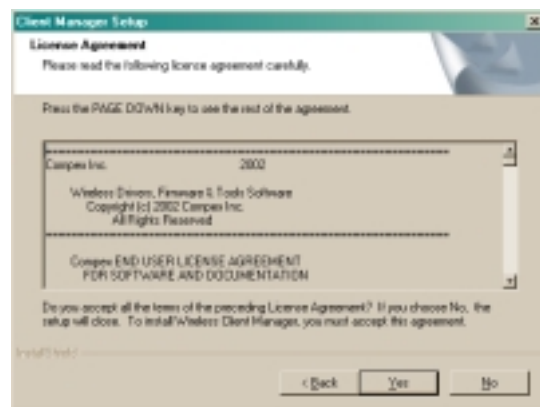 Client Manager Setup
License Agreement
Please read the following license agreement carefully.
Press the PAGE DOWN key to see the rest of the agreement.
Compex Inc. 2002
Wireless Drivers, Firmware & Tools Software
Copyright (c) 2002 Compex Inc.
All Rights Reserved
Compex END USER LICENSE AGREEMENT
FOR SOFTWARE AND DOCUMENTATION
Do you accept all the terms of the preceding License Agreement? If you choose No, the
setup will close. To install Wireless Client Manager, you must accept this agreement.
InstallShield
< Back Yes No